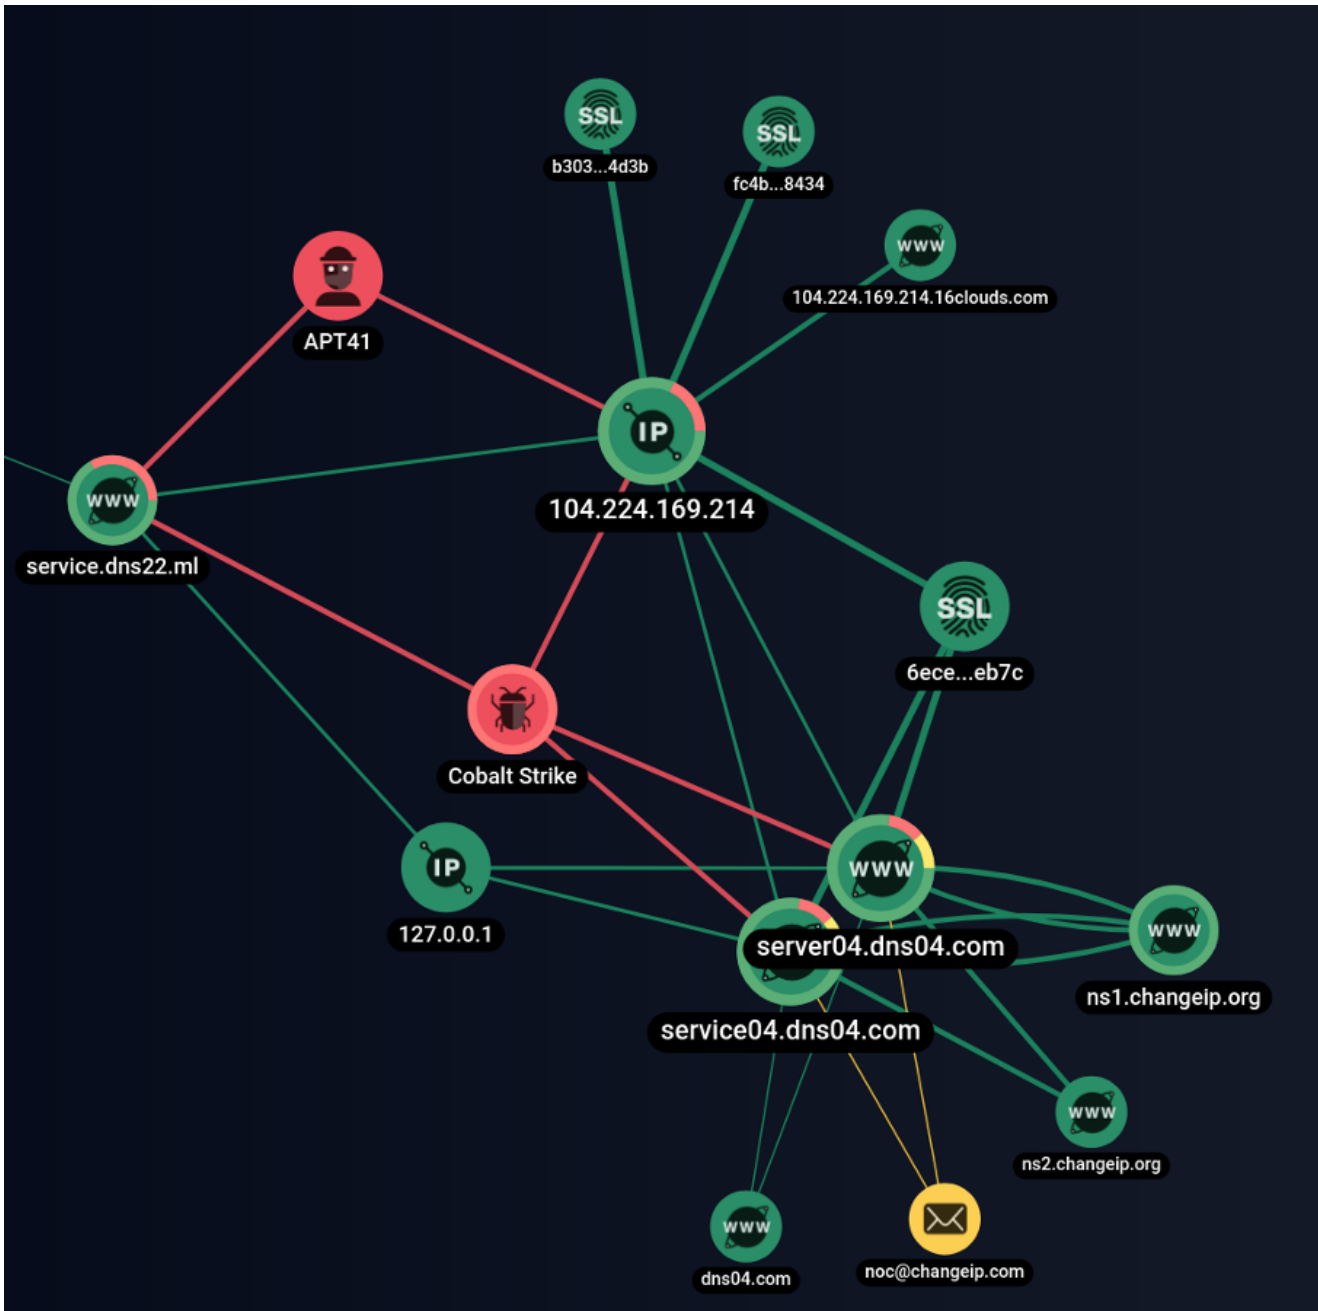 SSL
b303...4d3b
SSL
fc4b...8434
WWW
104.224.169.214.16clouds.com
APT41
IP
104.224.169.214
WWW
service.dns22.ml
SSL
6ece...eb7c
Cobalt Strike
IP
127.0.0.1
WWW
server04.dns04.com
service04.dns04.com
WWW
ns1.changeip.org
WWW
ns2.changeip.org
WWW
dns04.com
noc@changeip.com